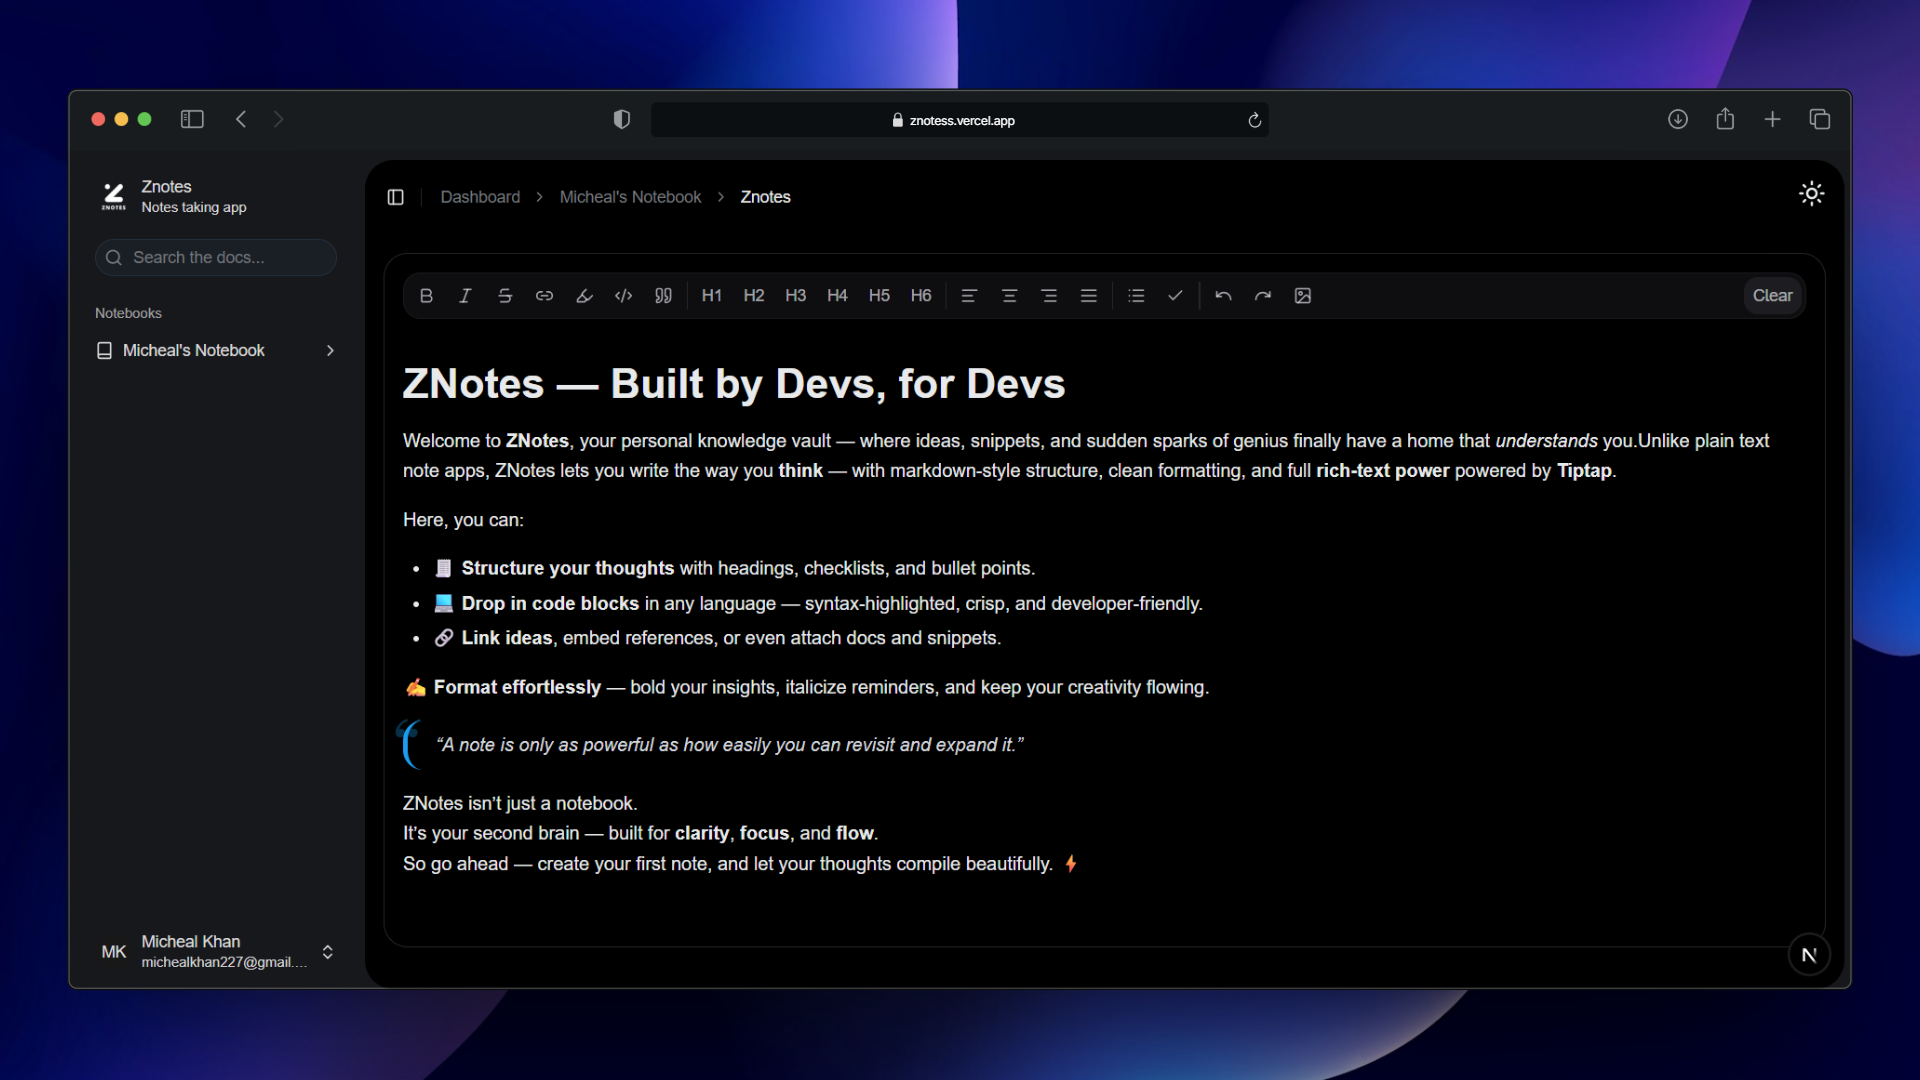 znotess.vercel.app
Znotes
ZNOTES
Notes taking app
Search the docs...
Notebooks
Micheal's Notebook
MK
Micheal Khan
michealkhan227@gmail....
Dashboard > Micheal's Notebook > Znotes
B I S H1 H2 H3 H4 H5 H6 Clear
ZNotes — Built by Devs, for Devs
Welcome to ZNotes, your personal knowledge vault — where ideas, snippets, and sudden sparks of genius finally have a home that understands you.Unlike plain text
note apps, ZNotes lets you write the way you think — with markdown-style structure, clean formatting, and full rich-text power powered by Tiptap.
Here, you can:
• 🧾 Structure your thoughts with headings, checklists, and bullet points.
• 💻 Drop in code blocks in any language — syntax-highlighted, crisp, and developer-friendly.
• 🔗 Link ideas, embed references, or even attach docs and snippets.
✍️ Format effortlessly — bold your insights, italicize reminders, and keep your creativity flowing.
“A note is only as powerful as how easily you can revisit and expand it.”
ZNotes isn’t just a notebook.
It’s your second brain — built for clarity, focus, and flow.
So go ahead — create your first note, and let your thoughts compile beautifully. ⚡
N